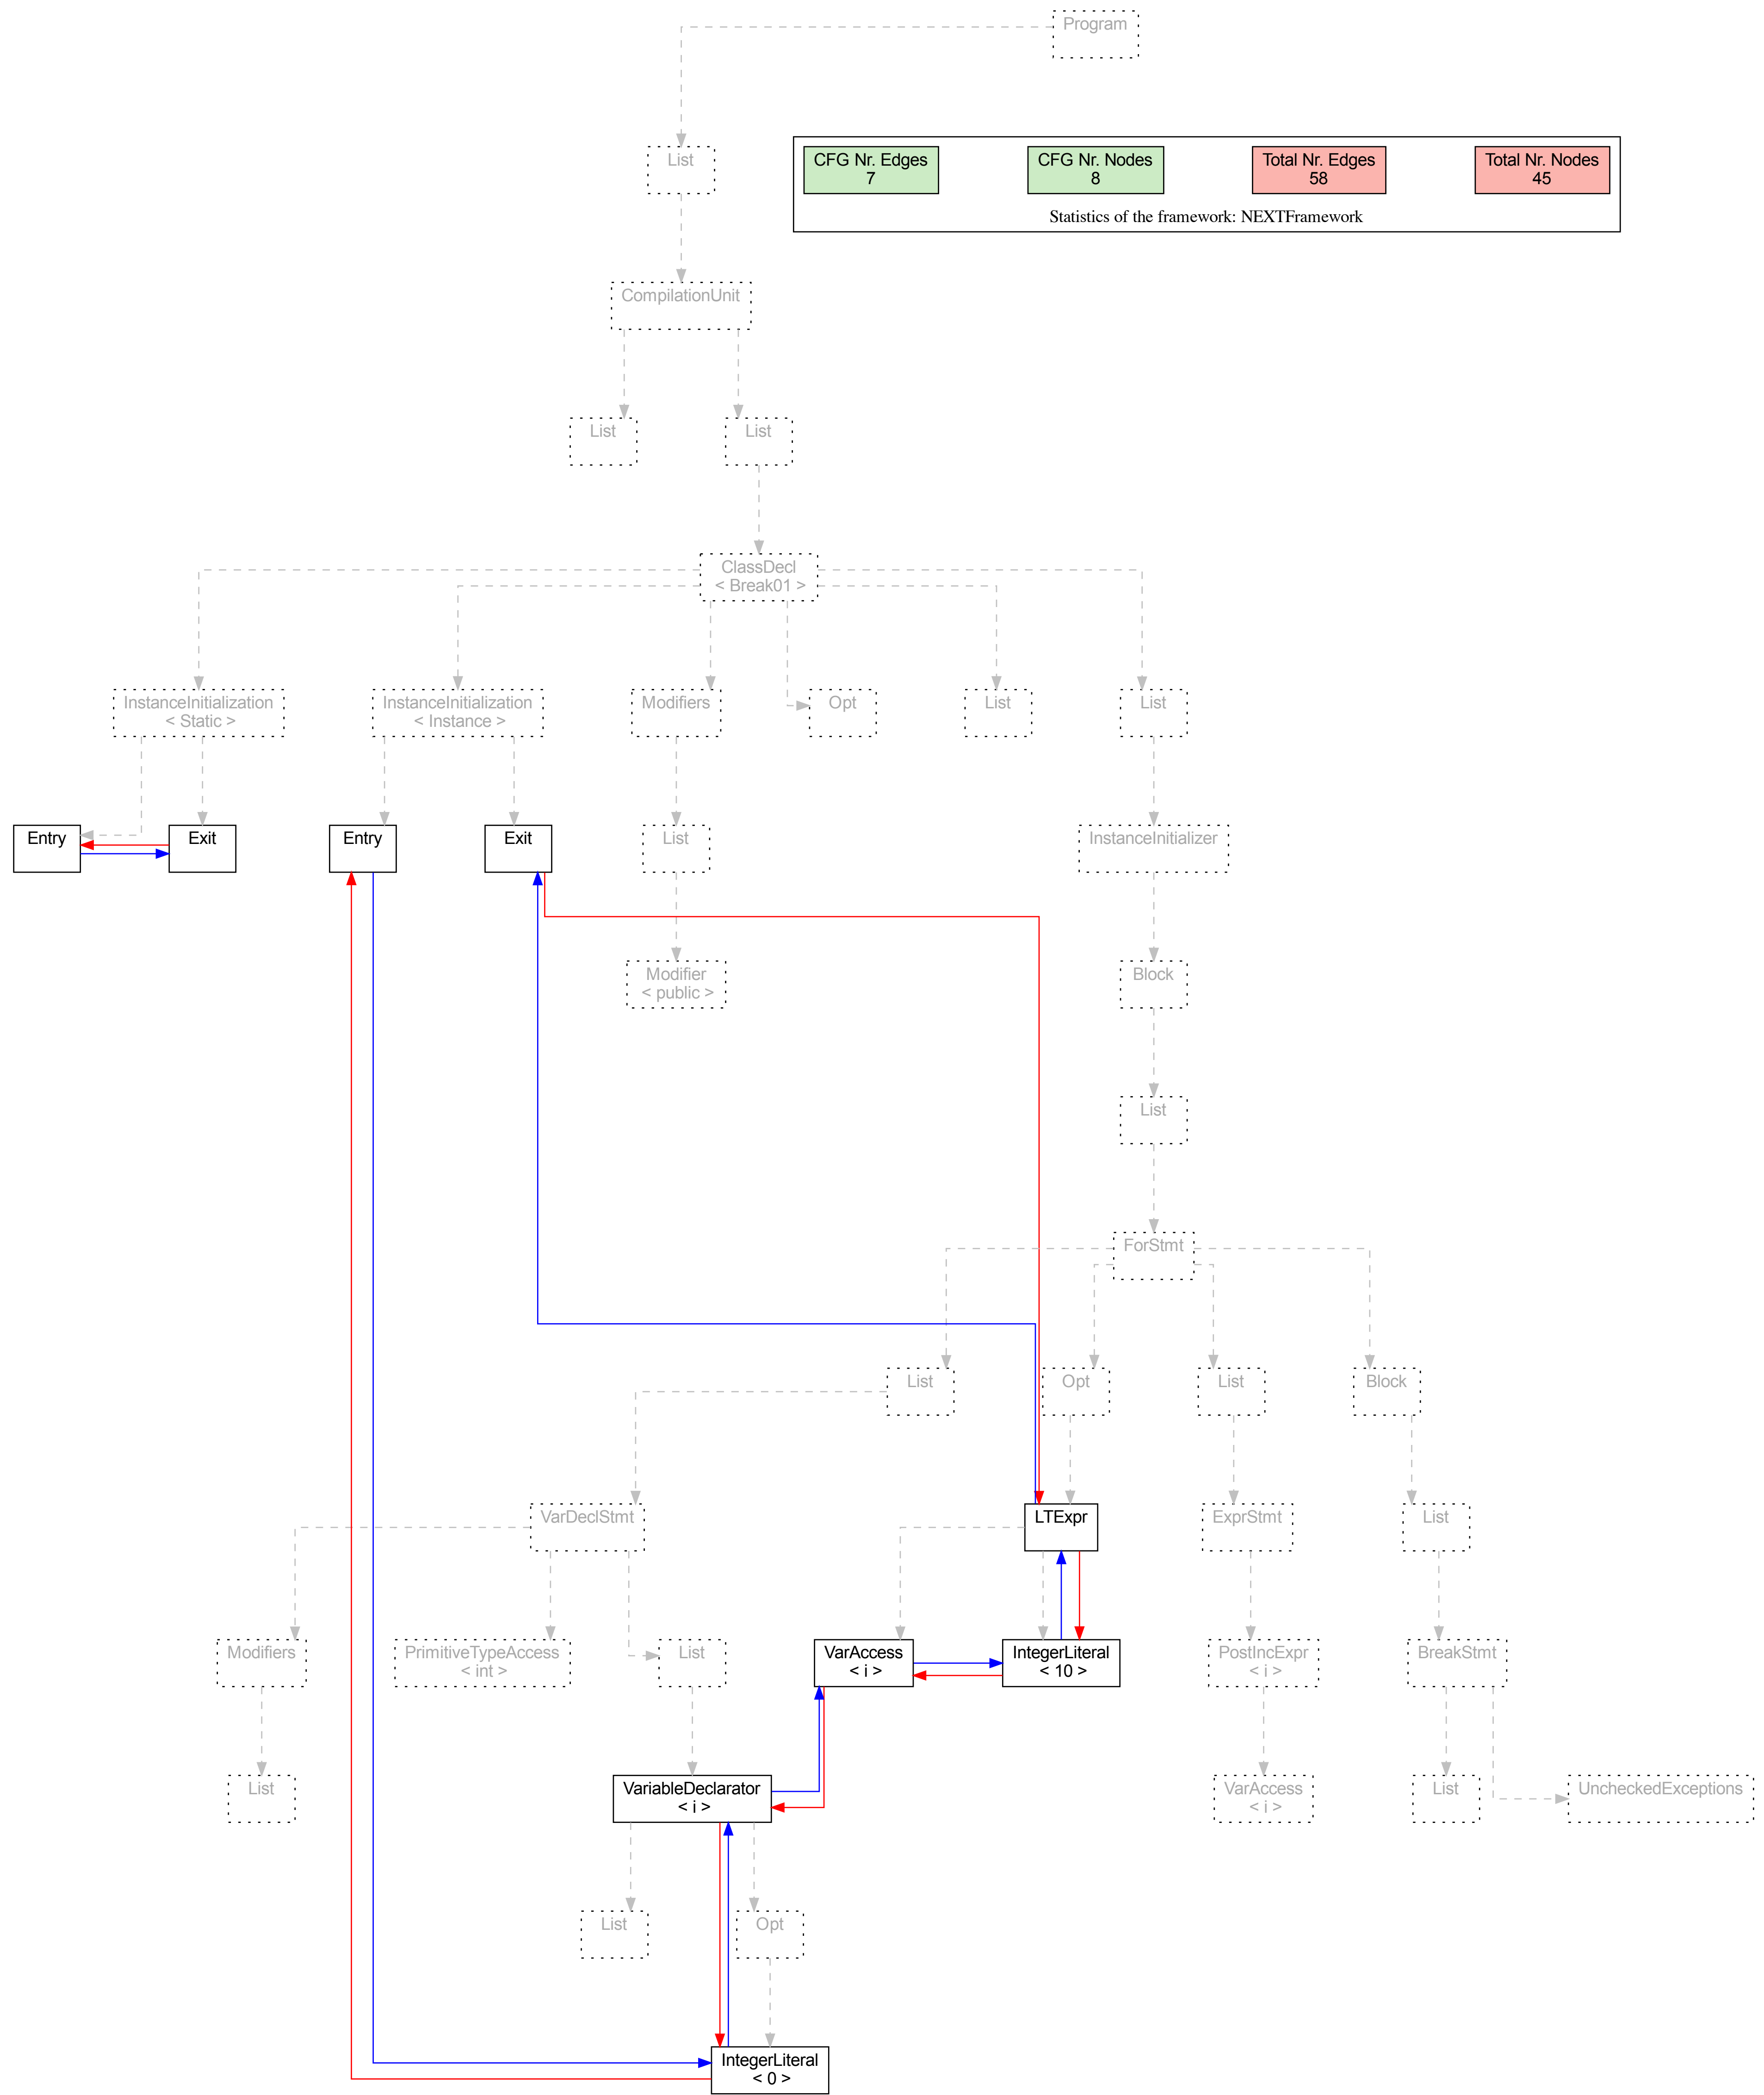 Program
List
CFG Nr. Edges
7
CFG Nr. Nodes
8
Total Nr. Edges
58
Total Nr. Nodes
45
Statistics of the framework: NEXTFramework
CompilationUnit
List
List
ClassDecl
< Break01 >
InstanceInitialization
< Static >
InstanceInitialization
< Instance >
Modifiers
Opt
List
List
Entry
Exit
Entry
Exit
List
InstanceInitializer
Modifier
< public >
Block
List
ForStmt
List
Opt
List
Block
VarDeclStmt
LTExpr
ExprStmt
List
Modifiers
PrimitiveTypeAccess
< int >
List
VarAccess
< i >
IntegerLiteral
< 10 >
PostIncExpr
< i >
BreakStmt
List
VariableDeclarator
< i >
VarAccess
< i >
List
UncheckedExceptions
List
Opt
IntegerLiteral
< 0 >